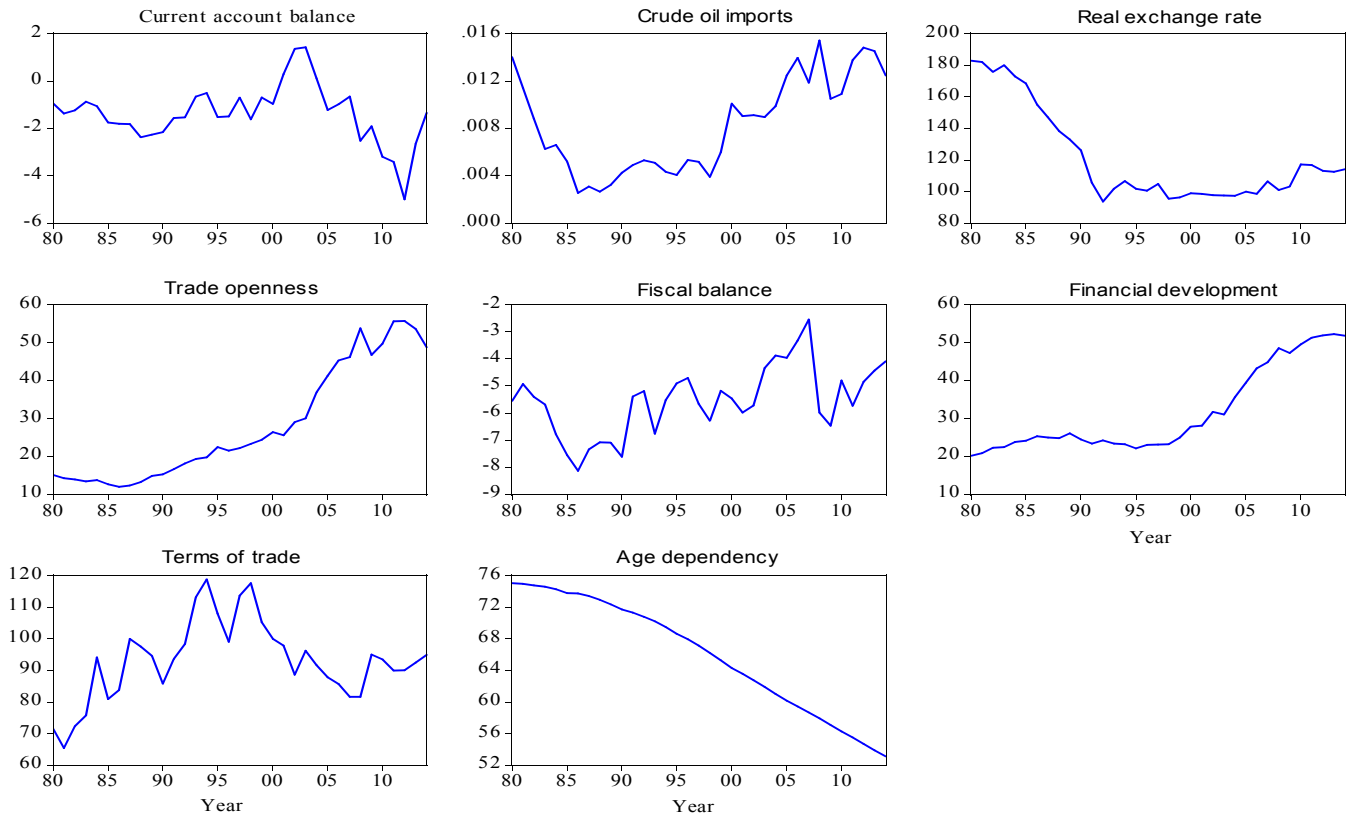 Current account balance
2
0
-2
-4
-6
80 85 90 95 00 05 10
Crude oil imports
.016
.012
.008
.004
.000
80 85 90 95 00 05 10
Real exchange rate
200
180
160
140
120
100
80
80 85 90 95 00 05 10
Trade openness
60
50
40
30
20
10
80 85 90 95 00 05 10
Fiscal balance
-2
-3
-4
-5
-6
-7
-8
-9
80 85 90 95 00 05 10
Financial development
60
50
40
30
20
10
80 85 90 95 00 05 10
Year
Terms of trade
120
110
100
90
80
70
60
80 85 90 95 00 05 10
Year
Age dependency
76
72
68
64
60
56
52
80 85 90 95 00 05 10
Year